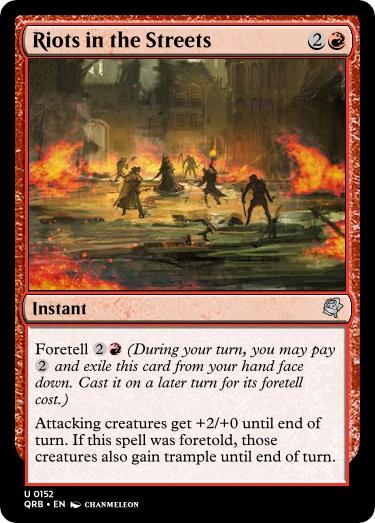 Riots in the Streets 2
Instant
Foretell 2 (During your turn, you may pay
2 and exile this card from your hand face
down. Cast it on a later turn for its foretell
cost.)
Attacking creatures get +2/+0 until end of
turn. If this spell was foretold, those
creatures also gain trample until end of turn.
U 0152
QRB • EN CHANMELEON